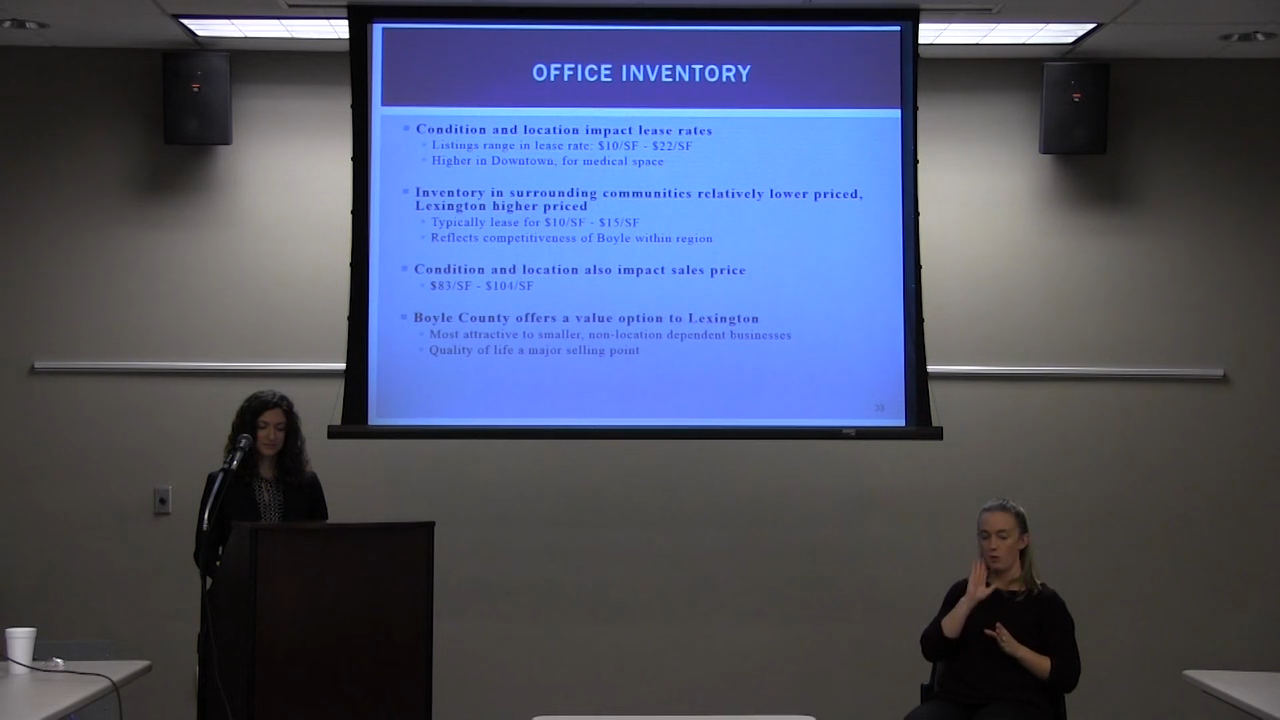 OFFICE INVENTORY
Condition and location impact lease rates
Listings range in lease rate: $10/SF - $22/SF
Higher in Downtown, for medical space
Inventory in surrounding communities relatively lower priced,
Lexington higher priced
Typically lease for $10/SF - $15/SF
Reflects competitiveness of Boyle within region
Condition and location also impact sales price
$83/SF - $104/SF
Boyle County offers a value option to Lexington
Most attractive to smaller, non-location dependent businesses
Quality of life a major selling point